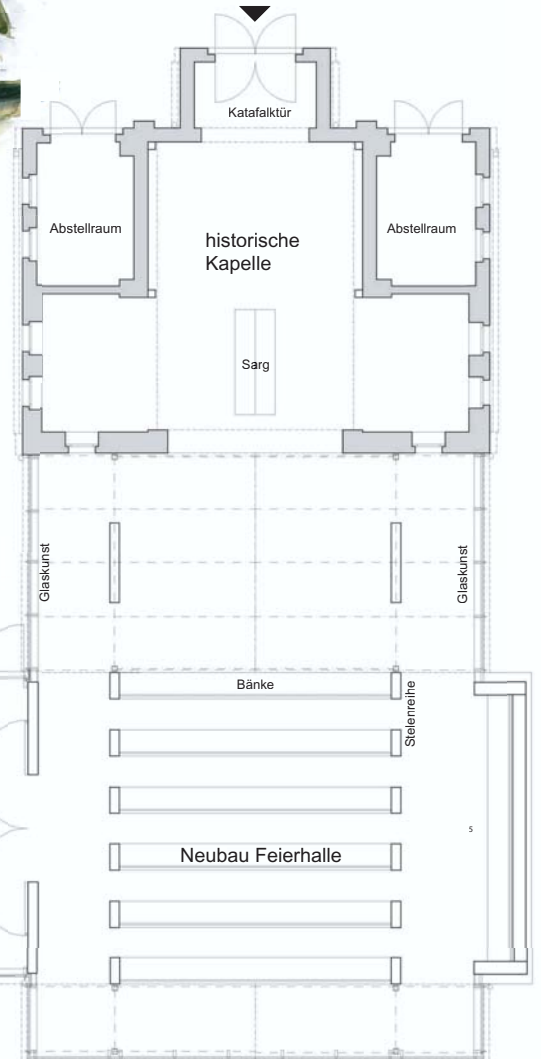 Katafalktür
Abstellraum
Abstellraum
historische
Kapelle
Sarg
Glaskunst
Glaskunst
Bänke
Stelenreihe
s
Neubau Feierhalle